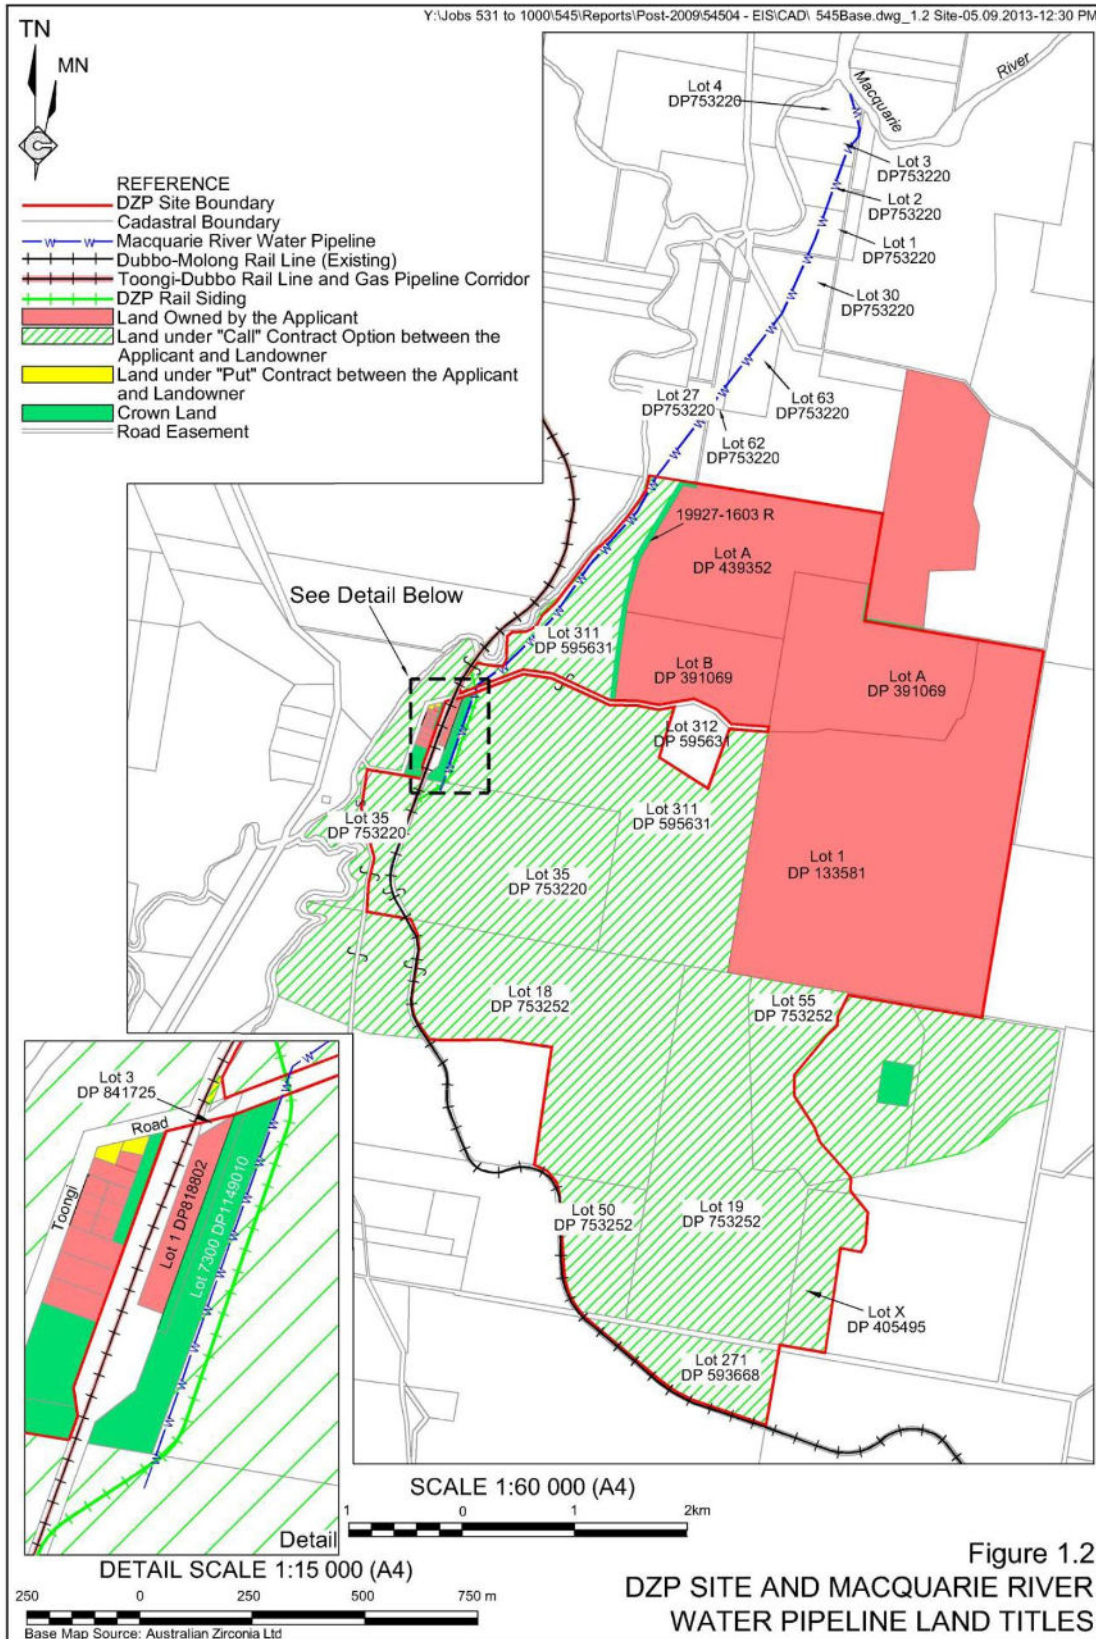 Y:\Jobs 531 to 1000\545\Reports\Post-2009\54504 - EIS\CAD\ 545Base.dwg_1.2 Site-05.09.2013-12:30 PM
TN
MN
REFERENCE
DZP Site Boundary
Cadastral Boundary
W W Macquarie River Water Pipeline
Dubbo-Molong Rail Line (Existing)
Toongi-Dubbo Rail Line and Gas Pipeline Corridor
DZP Rail Siding
Land Owned by the Applicant
Land under "Call" Contract Option between the
Applicant and Landowner
Land under "Put" Contract between the Applicant
and Landowner
Crown Land
Road Easement
Macquarie
River
Lot 4
DP753220
Lot 3
DP753220
Lot 2
DP753220
Lot 1
DP753220
Lot 30
DP753220
Lot 63
DP753220
Lot 27
DP753220
Lot 62
DP753220
19927-1603 R
Lot A
DP 439352
See Detail Below
Lot 311
DP 595631
Lot B
DP 391069
Lot A
DP 391069
Lot 312
DP 595631
Lot 311
DP 595631
Lot 35
DP 753220
Lot 35
DP 753220
Lot 1
DP 133581
Lot 18
DP 753252
Lot 55
DP 753252
Lot 50
DP 753252
Lot 19
DP 753252
Lot X
DP 405495
Lot 271
DP 593668
Lot 3
DP 841725
Road
Toongi
Lot 1 DP818802
Lot 7300 DP1149010
Detail
SCALE 1:60 000 (A4)
1 0 1 2km
DETAIL SCALE 1:15 000 (A4)
250 0 250 500 750 m
Base Map Source: Australian Zirconia Ltd
Figure 1.2
DZP SITE AND MACQUARIE RIVER
WATER PIPELINE LAND TITLES